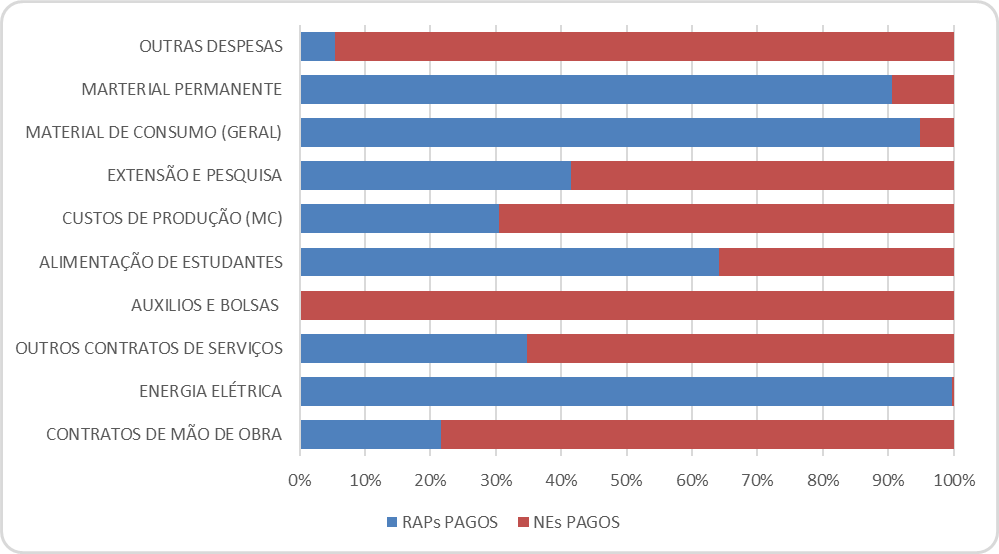 OUTRAS DESPESAS
MARTERIAL PERMANENTE
MATERIAL DE CONSUMO (GERAL)
EXTENSÃO E PESQUISA
CUSTOS DE PRODUÇÃO (MC)
ALIMENTAÇÃO DE ESTUDANTES
AUXILIOS E BOLSAS
OUTROS CONTRATOS DE SERVIÇOS
ENERGIA ELÉTRICA
CONTRATOS DE MÃO DE OBRA
0% 10% 20% 30% 40% 50% 60% 70% 80% 90% 100%
RAPs PAGOS NEs PAGOS